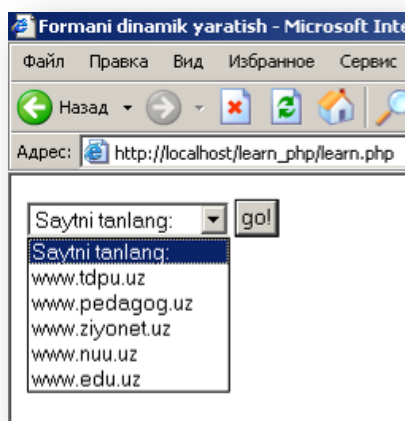 Formani dinamik yaratish - Microsoft Inte
Файл Правка Вид Избранное Сервис
Назад
Адрес: http://localhost/learn_php/learn.php
Saytni tanlang: go!
Saytni tanlang:
www.tdpu.uz
www.pedagog.uz
www.ziyonet.uz
www.nuu.uz
www.edu.uz